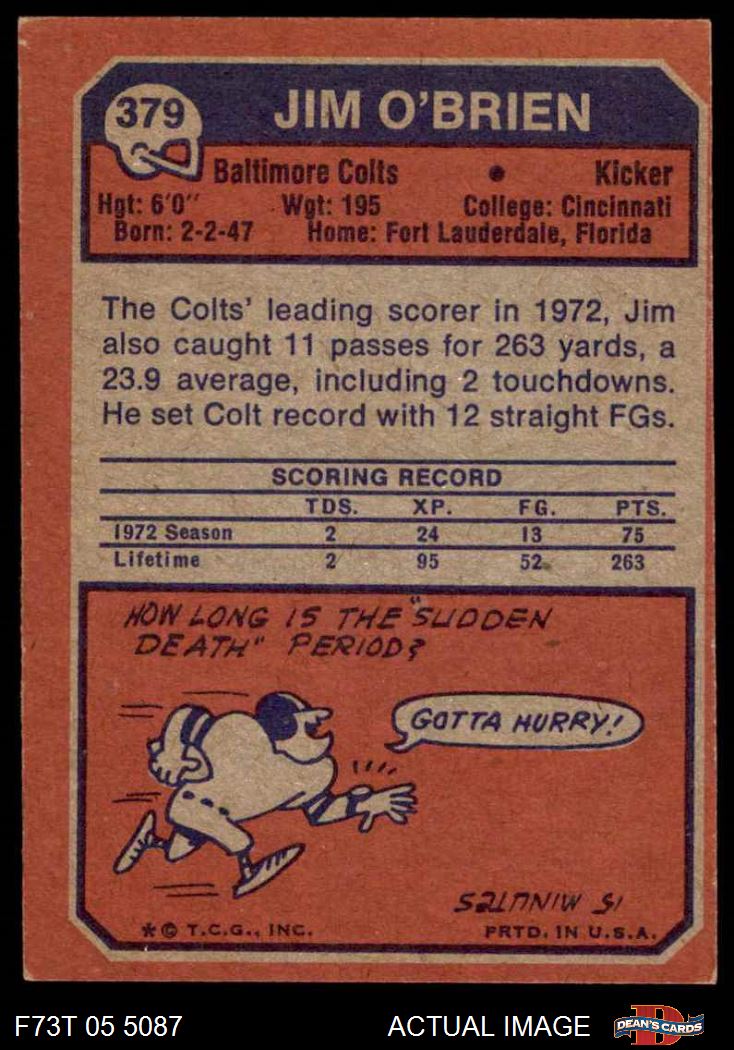 379
JIM O'BRIEN
Baltimore Colts • Kicker
Hgt: 6'0" Wgt: 195 College: Cincinnati
Born: 2-2-47 Home: Fort Lauderdale, Florida
The Colts' leading scorer in 1972, Jim
also caught 11 passes for 263 yards, a
23.9 average, including 2 touchdowns.
He set Colt record with 12 straight FGs.
SCORING RECORD
TDS. XP. FG. PTS.
1972 Season 2 24 13 75
Lifetime 2 95 52 263
HOW LONG IS THE "SUDDEN
DEATH" PERIOD?
GOTTA HURRY!
15 MINUTES
*© T.C.G., INC. PRTD. IN U.S.A.
F73T 05 5087 ACTUAL IMAGE
D
DEAN'S CARDS